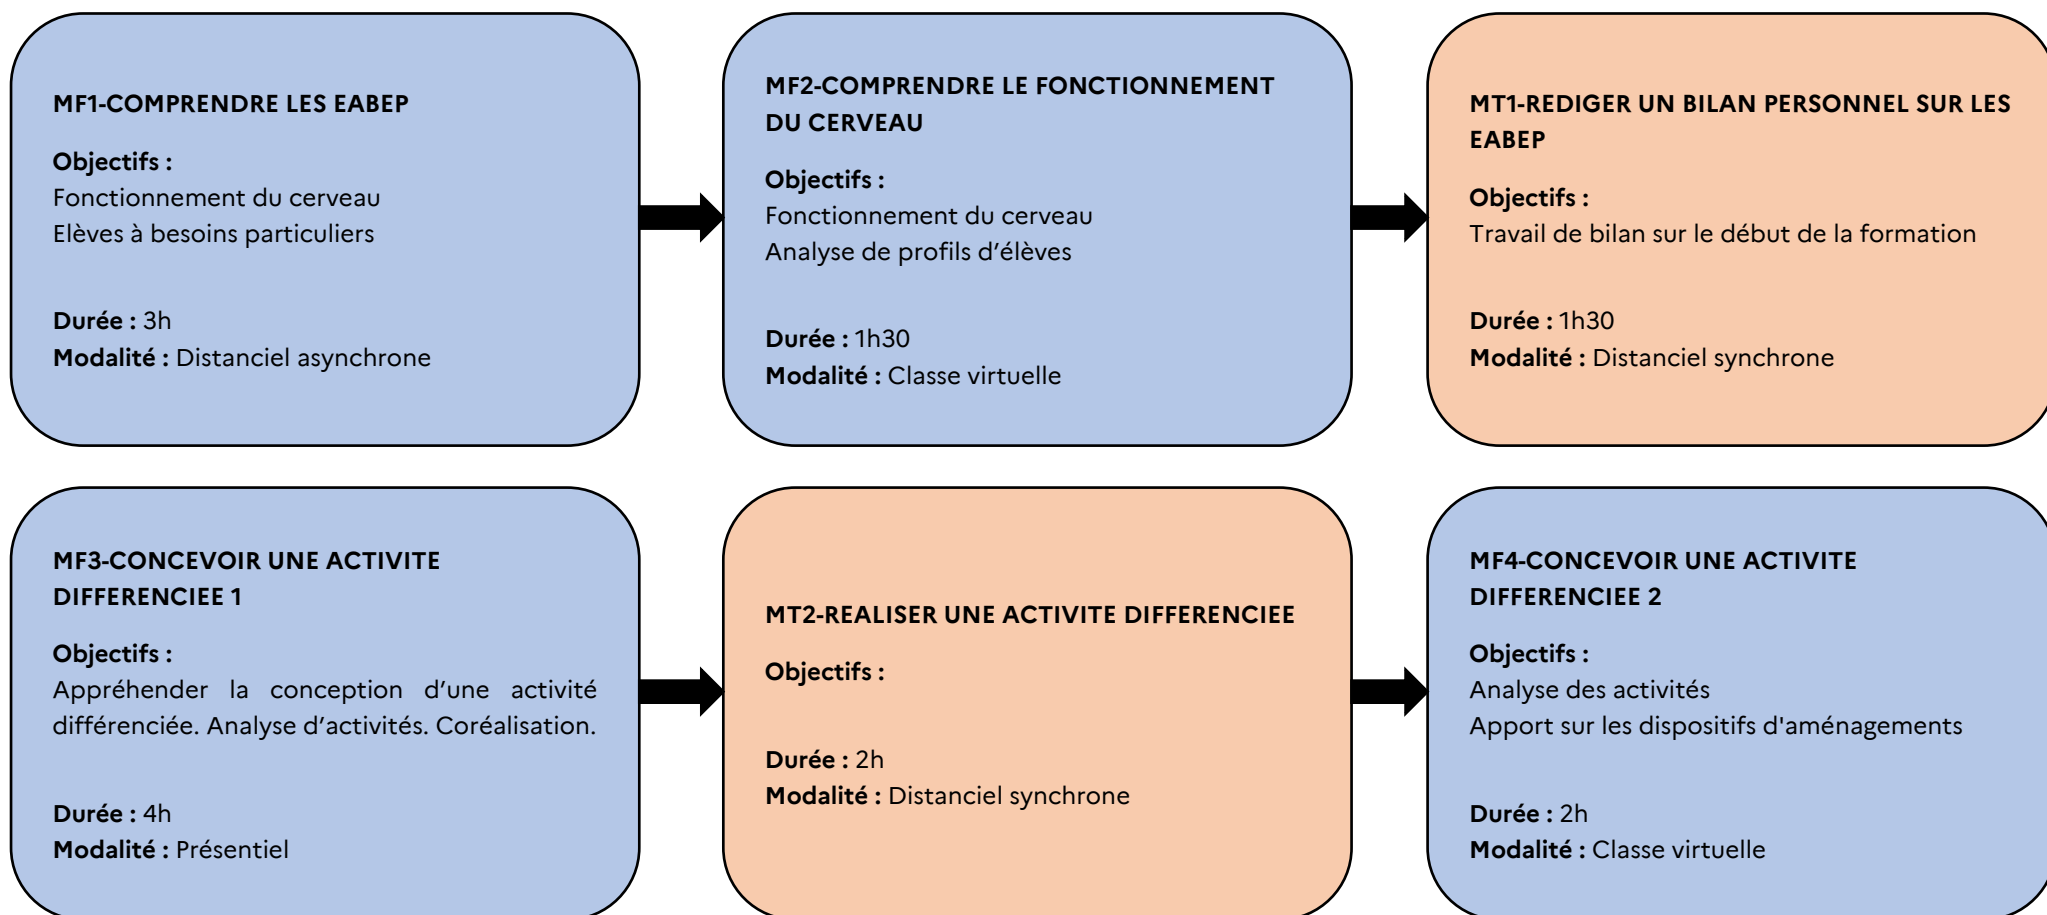 MF1-COMPRENDRE LES EABEP
Objectifs :
Fonctionnement du cerveau
Elèves à besoins particuliers
Durée : 3h
Modalité : Distanciel asynchrone
MF2-COMPRENDRE LE FONCTIONNEMENT
DU CERVEAU
Objectifs :
Fonctionnement du cerveau
Analyse de profils d’élèves
Durée : 1h30
Modalité : Classe virtuelle
MT1-REDIGER UN BILAN PERSONNEL SUR LES
EABEP
Objectifs :
Travail de bilan sur le début de la formation
Durée : 1h30
Modalité : Distanciel synchrone
MF3-CONCEVOIR UNE ACTIVITE
DIFFERENCIEE 1
Objectifs :
Appréhender la conception d’une activité
différenciée. Analyse d’activités. Coréalisation.
Durée : 4h
Modalité : Présentiel
MT2-REALISER UNE ACTIVITE DIFFERENCIEE
Objectifs :
Durée : 2h
Modalité : Distanciel synchrone
MF4-CONCEVOIR UNE ACTIVITE
DIFFERENCIEE 2
Objectifs :
Analyse des activités
Apport sur les dispositifs d'aménagements
Durée : 2h
Modalité : Classe virtuelle